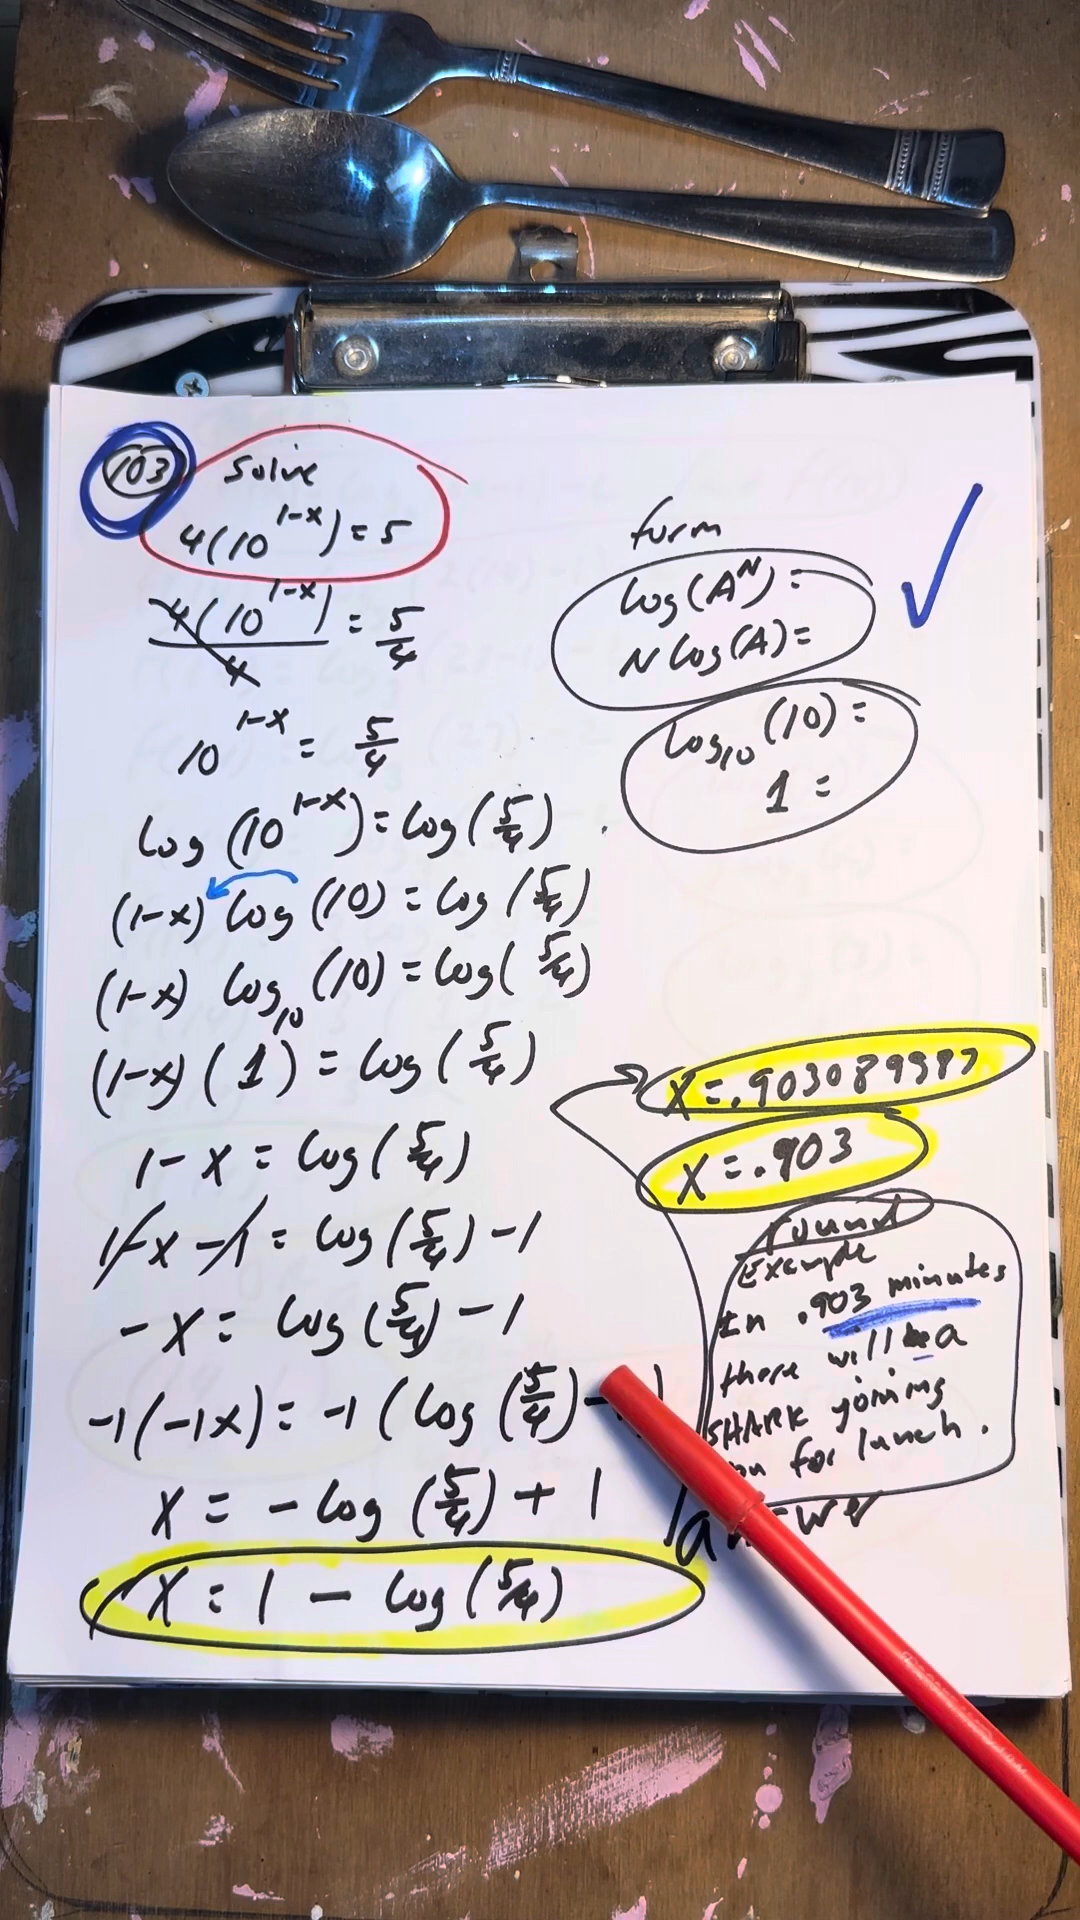 103
Solve
4(10^(1-x)) = 5
4(10^(1-x)) / 4 = 5/4
10^(1-x) = 5/4
Log (10^(1-x)) = Log (5/4)
(1-x) Log (10) = Log (5/4)
(1-x) Log₁₀ (10) = Log (5/4)
(1-x) (1) = Log (5/4)
1 - x = Log (5/4)
1 - x - 1 = Log (5/4) - 1
- x = Log (5/4) - 1
-1 (-1x) = -1 (Log (5/4) -
x = - Log (5/4) + 1
x = 1 - Log (5/4)
form
Log (A^N) =
N Log (A) =
Log₁₀ (10) =
1 =
x = .903089987
x = .903
round
Example
In .903 minutes
there will be a
SHARK joining
for lunch.